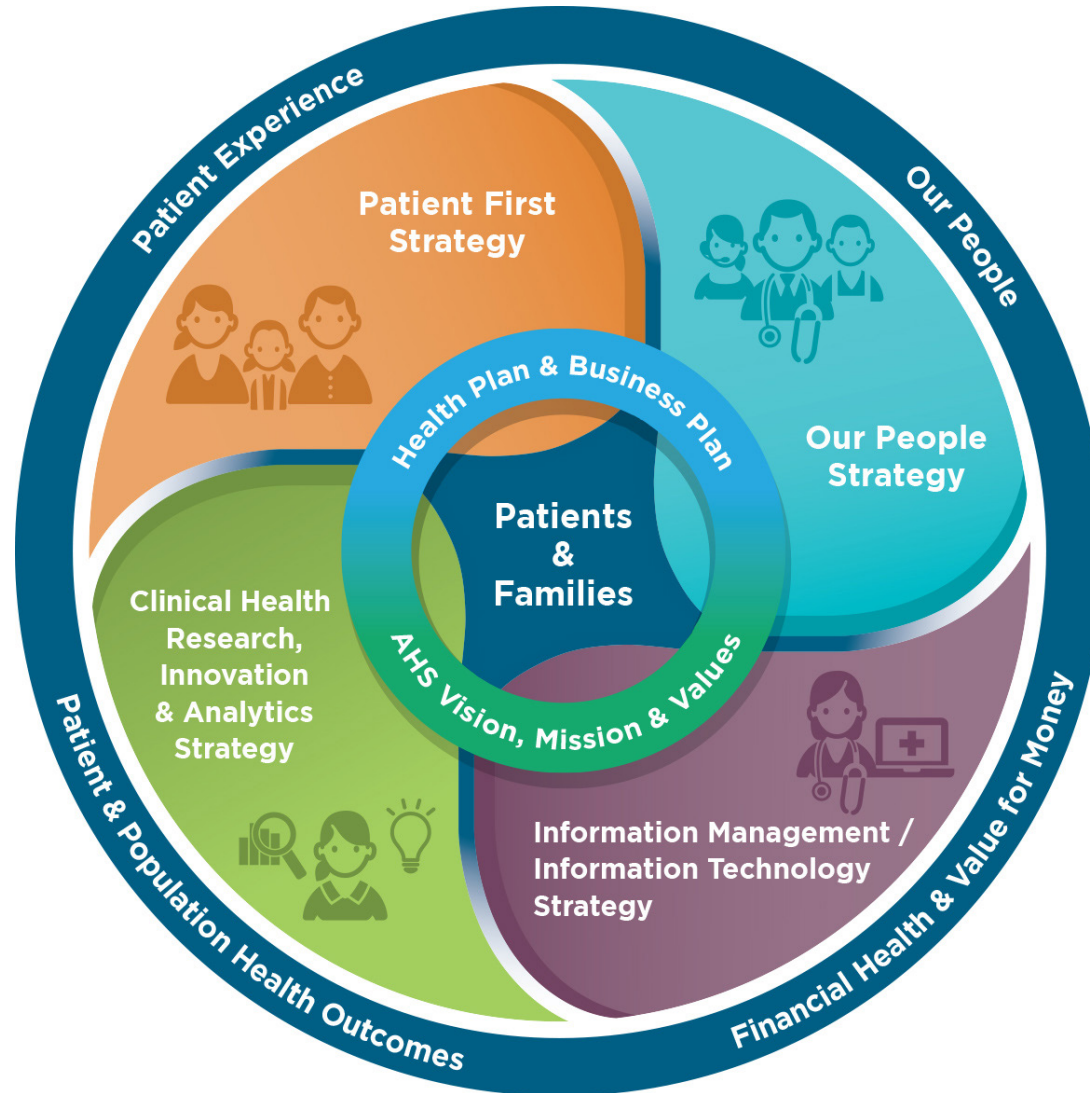 Patient Experience
Our People
Patient First
Strategy
Our People
Strategy
Health Plan & Business Plan
Patients
&
Families
AHS Vision, Mission & Values
Clinical Health
Research,
Innovation
& Analytics
Strategy
Information Management /
Information Technology
Strategy
Patient & Population Health Outcomes
Financial Health & Value for Money